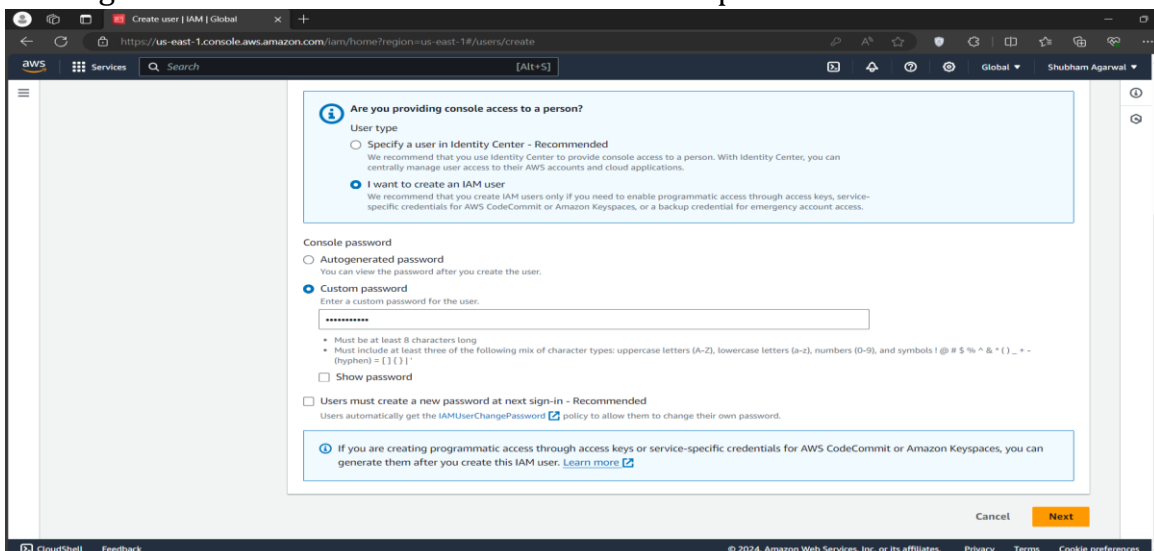 Create user | IAM | Global
https://us-east-1.console.aws.amazon.com/iam/home?region=us-east-1#/users/create
aws
Services
Search
[Alt+S]
Global
Shubham Agarwal
Are you providing console access to a person?
User type
Specify a user in Identity Center - Recommended
We recommend that you use Identity Center to provide console access to a person. With Identity Center, you can
centrally manage user access to their AWS accounts and cloud applications.
I want to create an IAM user
We recommend that you create IAM users only if you need to enable programmatic access through access keys, service-
specific credentials for AWS CodeCommit or Amazon Keyspaces, or a backup credential for emergency account access.
Console password
Autogenerated password
You can view the password after you create the user.
Custom password
Enter a custom password for the user.
•••••••••••
• Must be at least 8 characters long
• Must include at least three of the following mix of character types: uppercase letters (A-Z), lowercase letters (a-z), numbers (0-9), and symbols ! @ # $ % ^ & * ( ) _ + -
(hyphen) = [ ] { } | '
Show password
Users must create a new password at next sign-in - Recommended
Users automatically get the IAMUserChangePassword policy to allow them to change their own password.
If you are creating programmatic access through access keys or service-specific credentials for AWS CodeCommit or Amazon Keyspaces, you can
generate them after you create this IAM user. Learn more
Cancel
Next
CloudShell
Feedback
© 2024, Amazon Web Services, Inc. or its affiliates.
Privacy
Terms
Cookie preferences